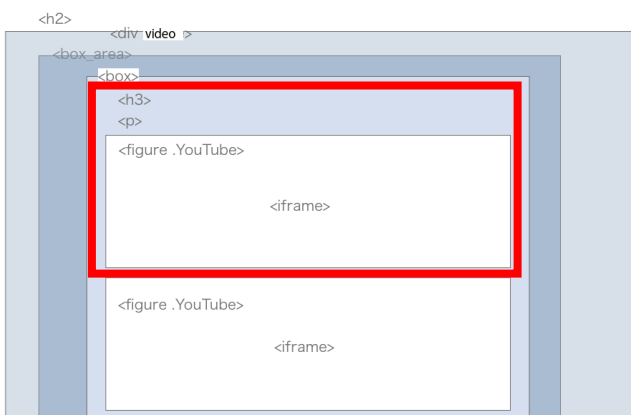 <h2>
<div video >
<box_area>
<box>
<h3>
<p>
<figure .YouTube>
<iframe>
<figure .YouTube>
<iframe>